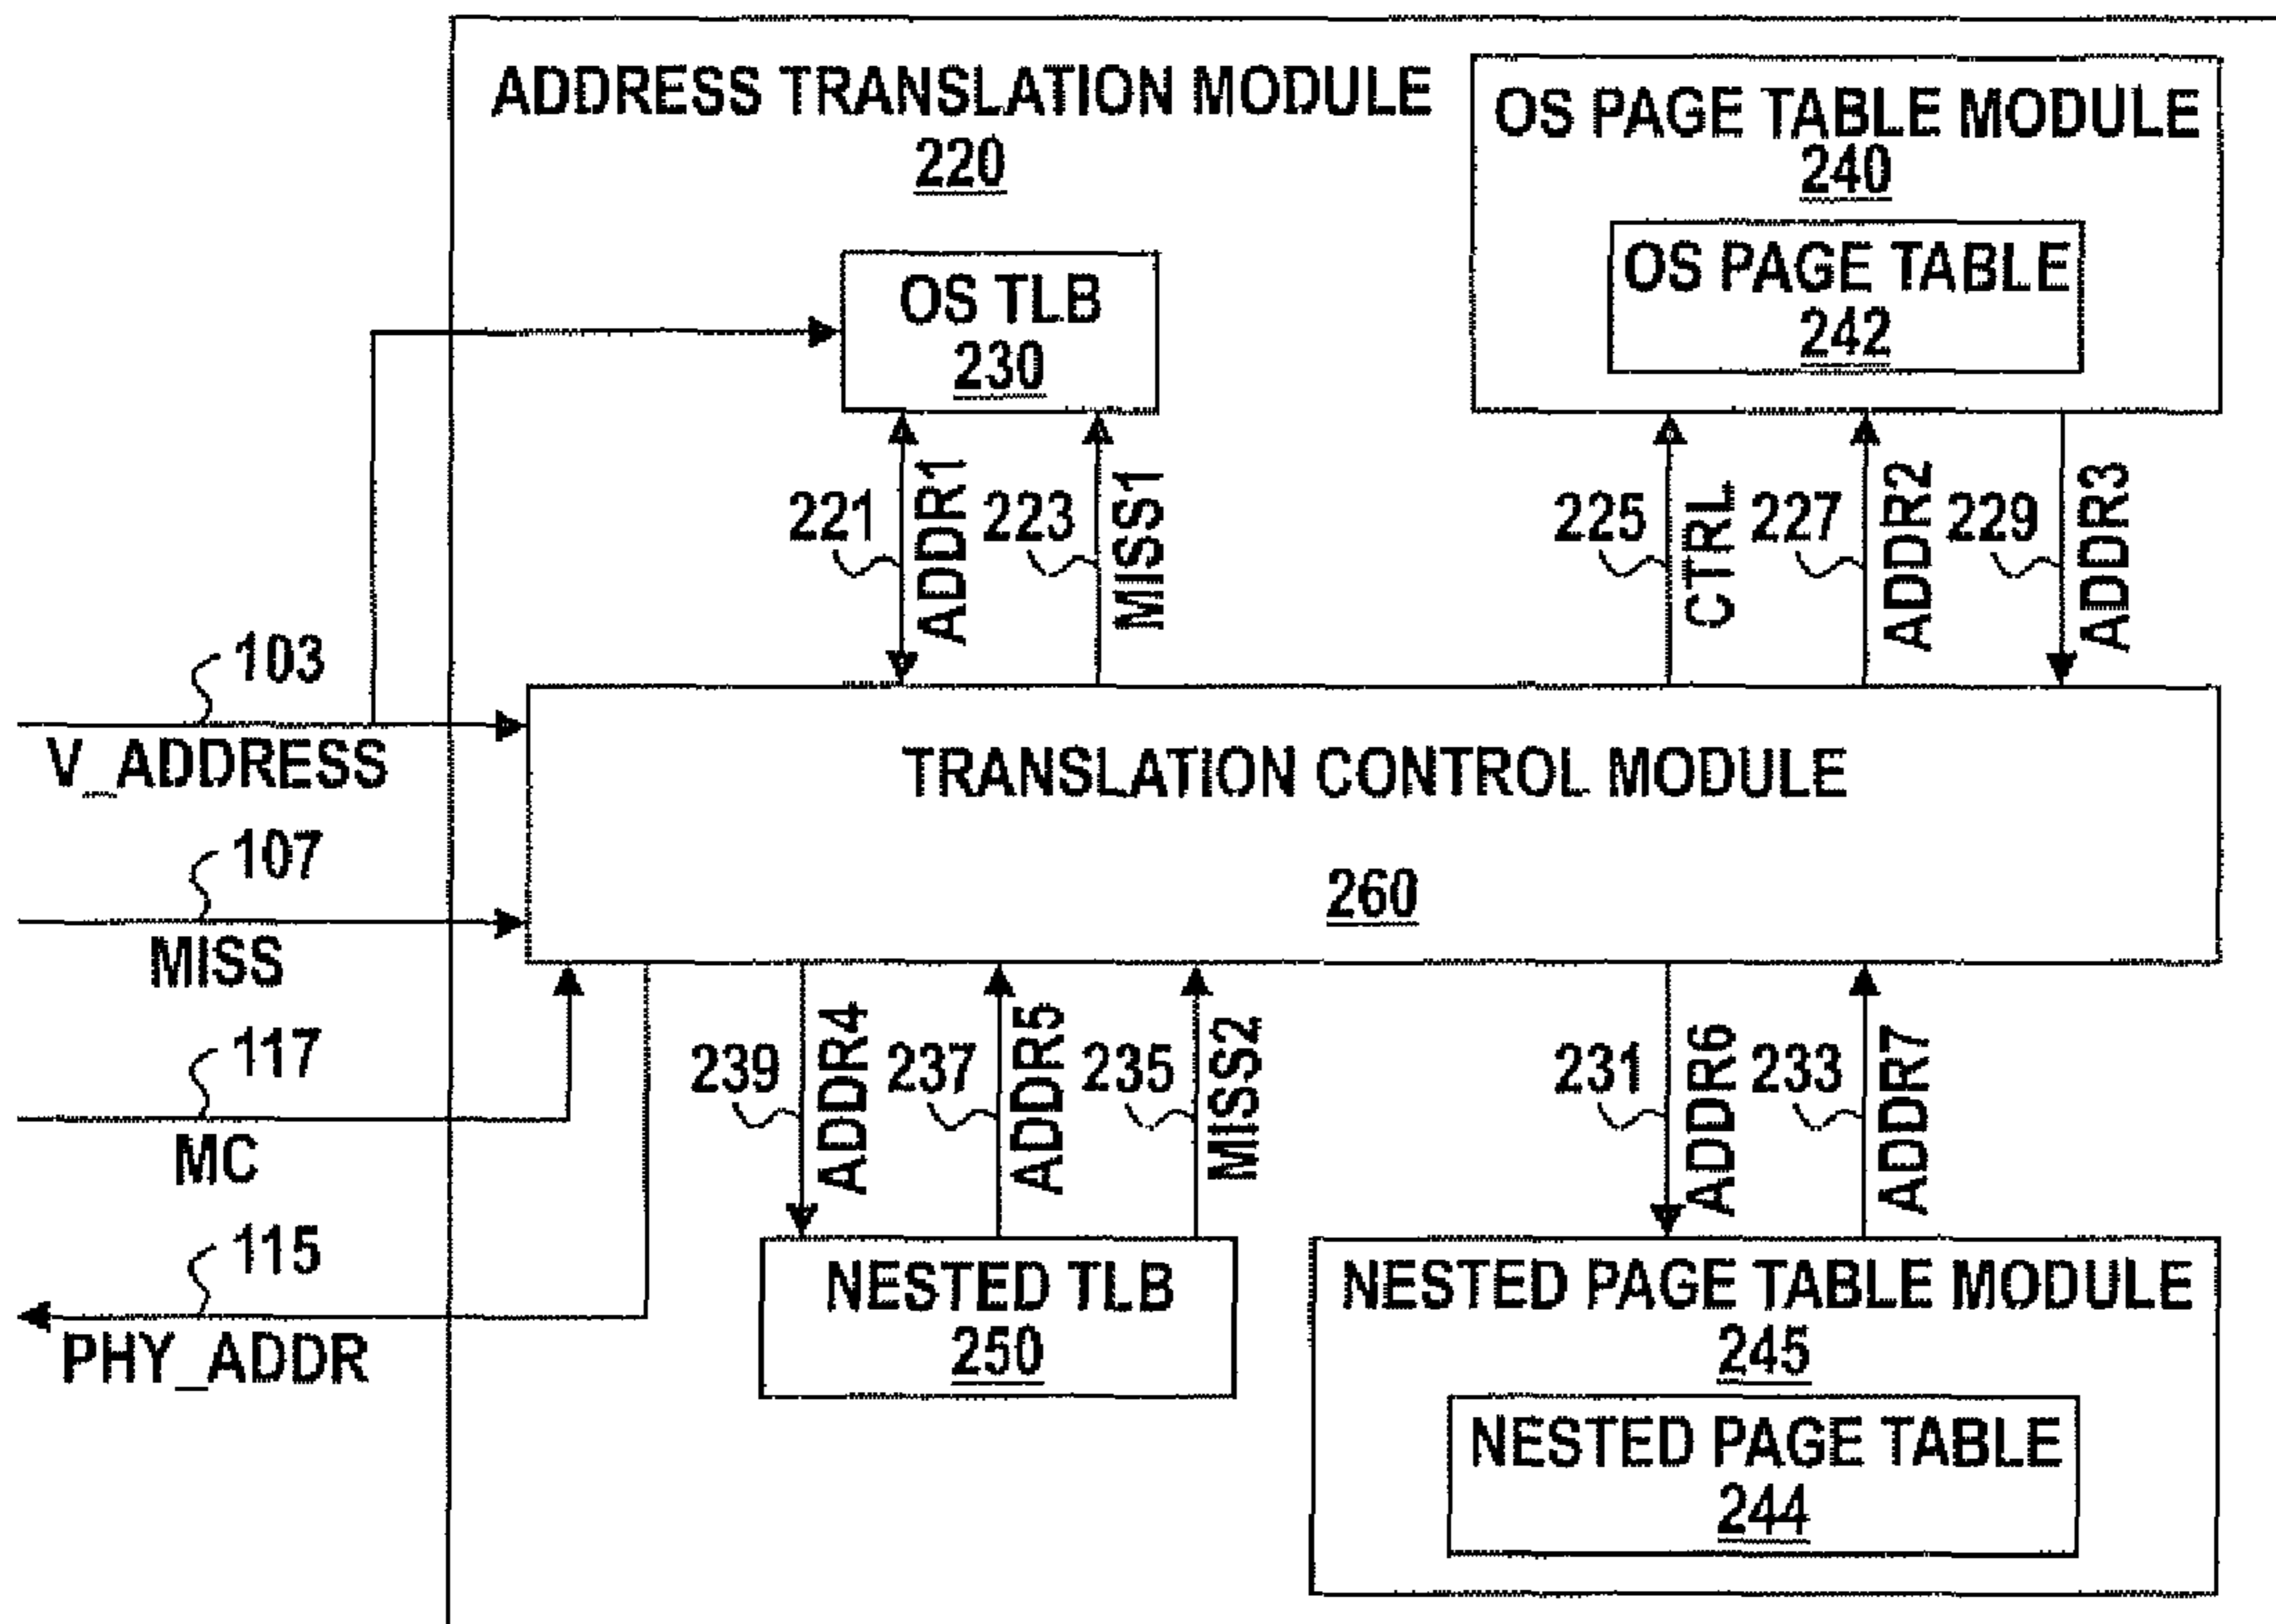 ADDRESS TRANSLATION MODULE
220
OS PAGE TABLE MODULE
240
OS PAGE TABLE
242
OS TLB
230
221
ADDR1
223
MISS1
225
CTRL
227
ADDR2
229
ADDR3
103
V_ADDRESS
107
MISS
117
MC
115
PHY_ADDR
TRANSLATION CONTROL MODULE
260
239
ADDR4
237
ADDR5
235
MISS2
231
ADDR6
233
ADDR7
NESTED TLB
250
NESTED PAGE TABLE MODULE
245
NESTED PAGE TABLE
244